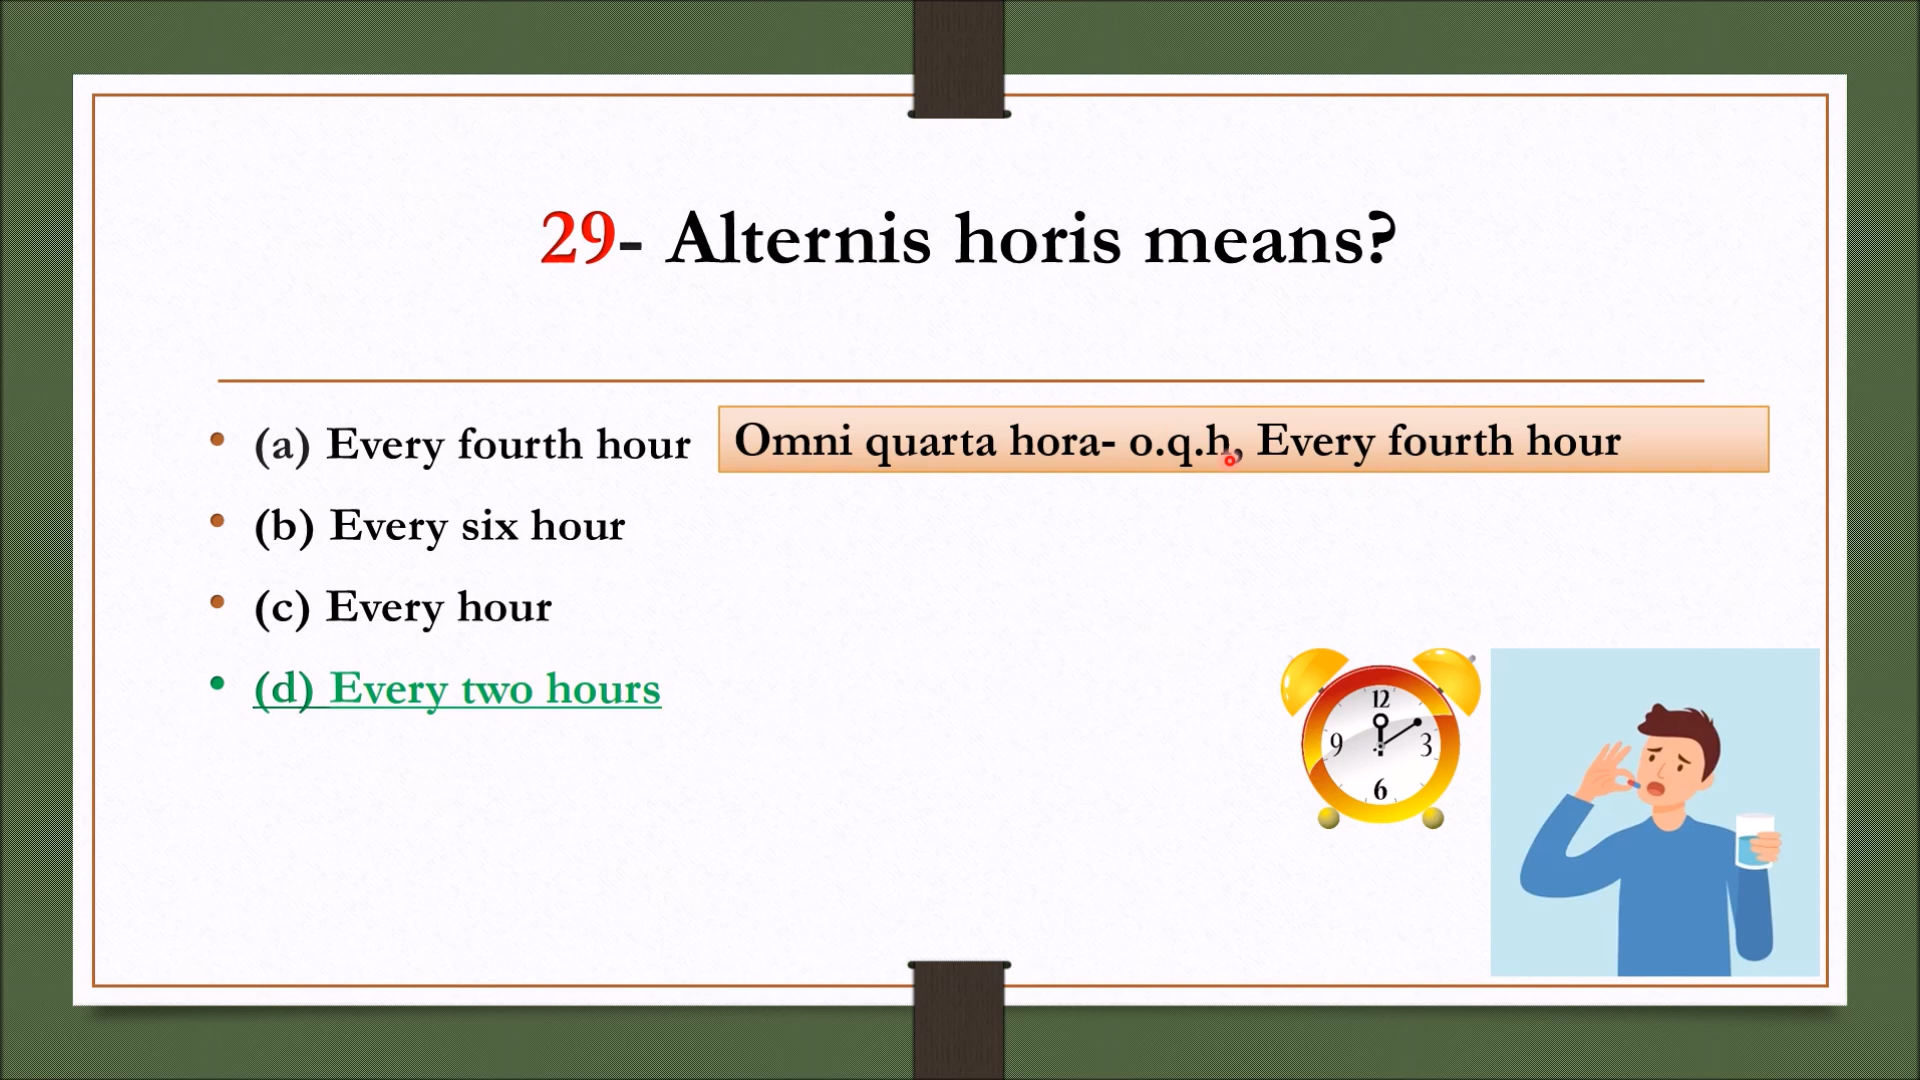 29- Alternis horis means?
• (a) Every fourth hour
Omni quarta hora- o.q.h, Every fourth hour
• (b) Every six hour
• (c) Every hour
• (d) Every two hours
12
9 3
6